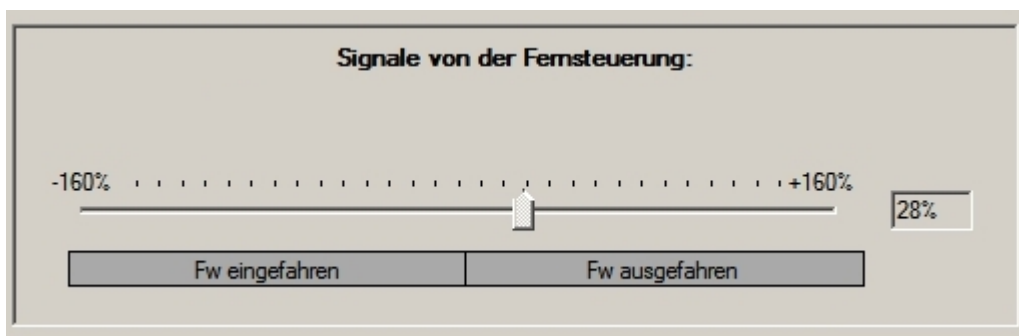 Signale von der Fernsteuerung:
-160% +160%
28%
Fw eingefahren Fw ausgefahren